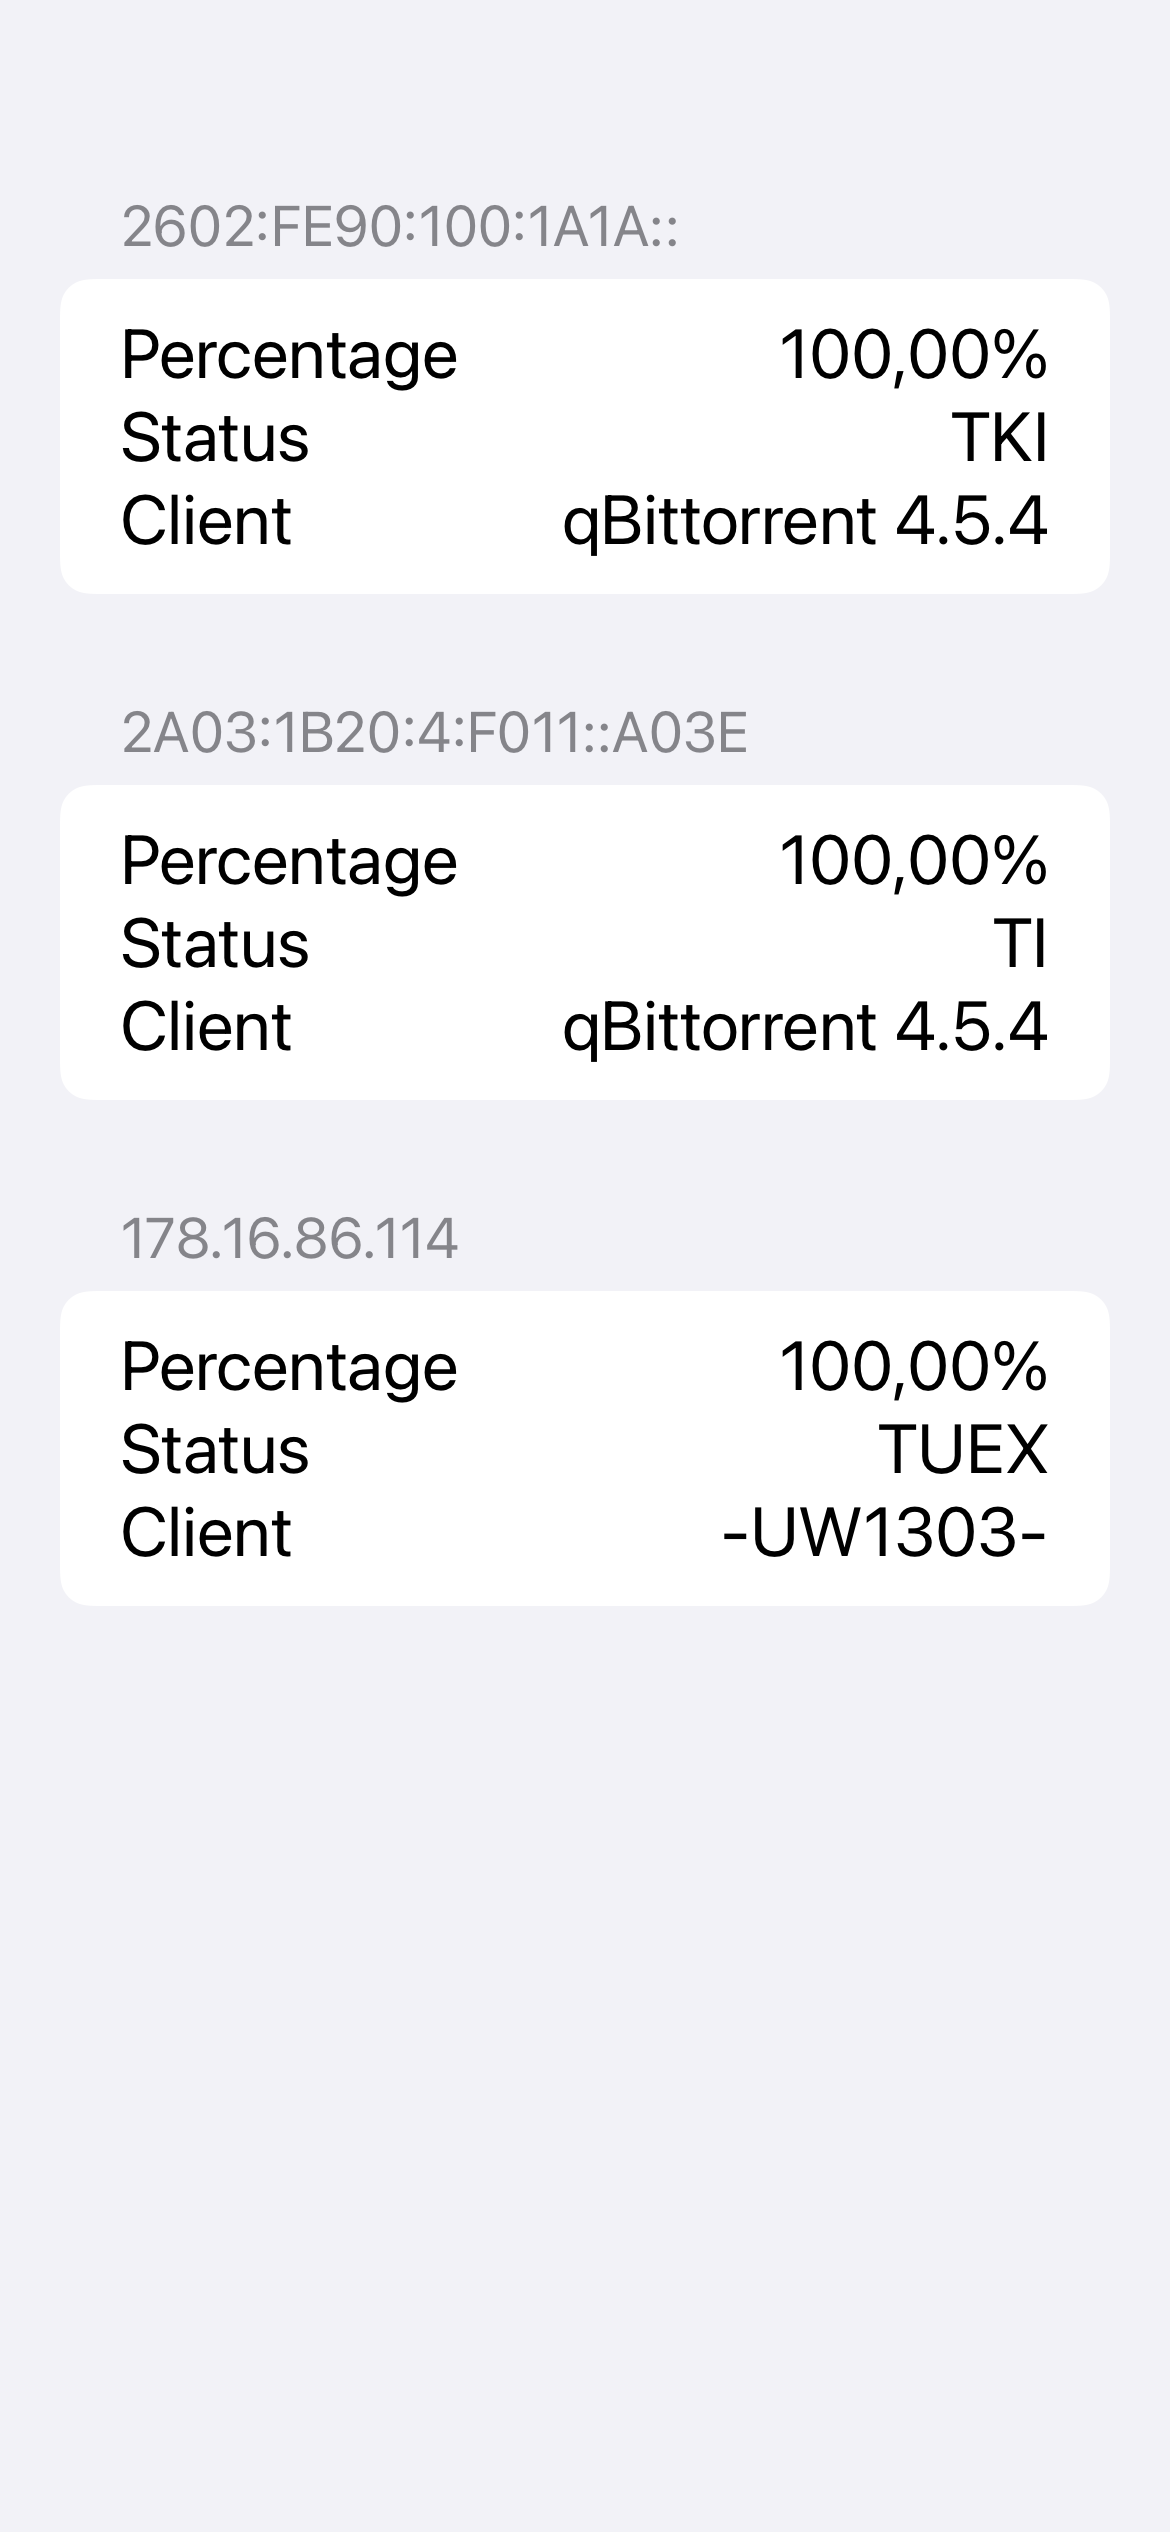 2602:FE90:100:1A1A::
Percentage 100,00%
Status TKI
Client qBittorrent 4.5.4
2A03:1B20:4:F011::A03E
Percentage 100,00%
Status TI
Client qBittorrent 4.5.4
178.16.86.114
Percentage 100,00%
Status TUEX
Client -UW1303-